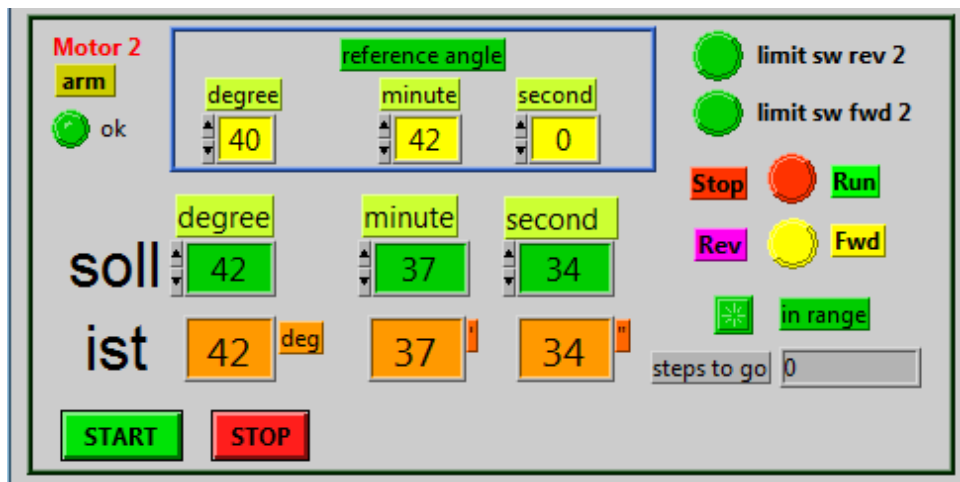 Motor 2
arm
ok
reference angle
degree minute second
40 42 0
limit sw rev 2
limit sw fwd 2
Stop Run
Rev Fwd
degree minute second
soll 42 37 34
ist 42 deg 37 ' 34 "
in range
steps to go 0
START STOP